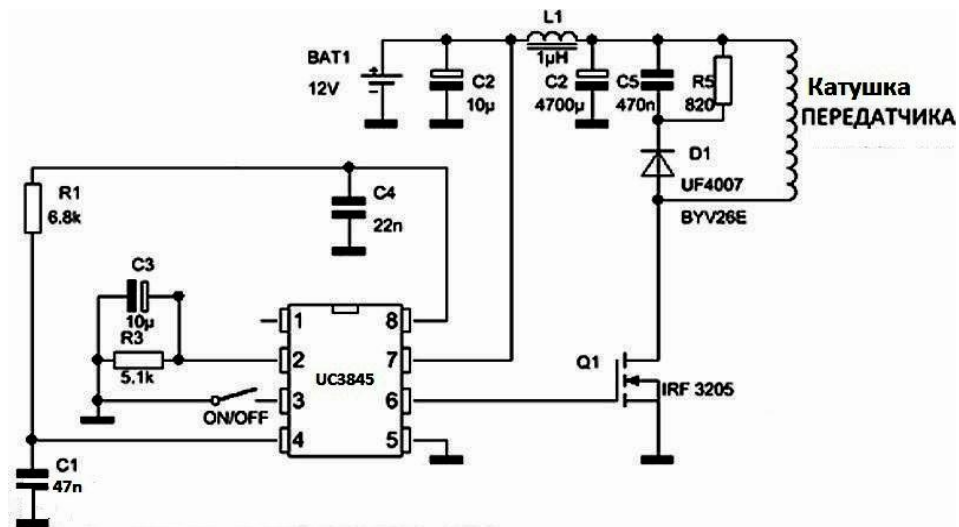 L1
1µH
BAT1
12V
C2
10µ
C2
4700µ
C5
470n
R5
820
Катушка
ПЕРЕДАТЧИКА
D1
UF4007
BYV26E
R1
6.8k
C4
22n
C3
10µ
R3
5.1k
ON/OFF
1
2
3
4
UC3845
8
7
6
5
Q1
IRF 3205
C1
47n